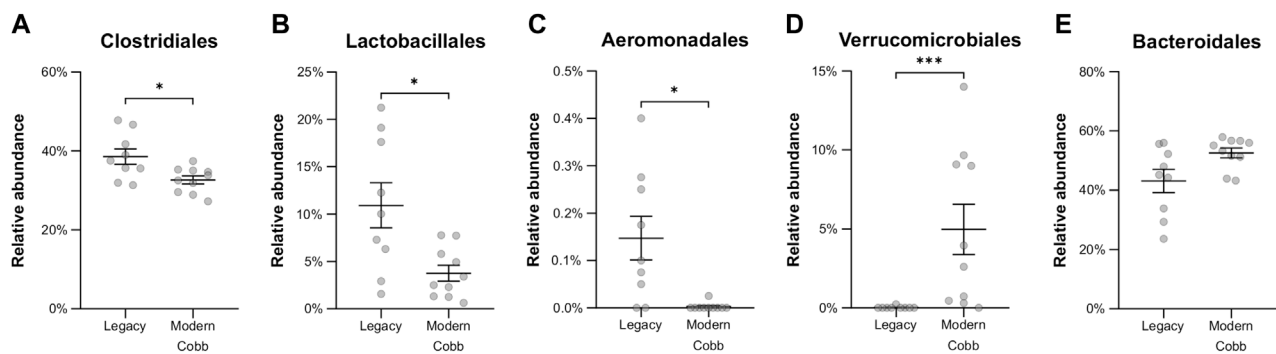 A
Clostridiales
Relative abundance
60%
40%
20%
0%
*
Legacy
Modern
Cobb
B
Lactobacillales
Relative abundance
25%
20%
15%
10%
5%
0%
*
Legacy
Modern
Cobb
C
Aeromonadales
Relative abundance
0.5%
0.4%
0.3%
0.2%
0.1%
0.0%
*
Legacy
Modern
Cobb
D
Verrucomicrobiales
Relative abundance
15%
10%
5%
0%
***
Legacy
Modern
Cobb
E
Bacteroidales
Relative abundance
80%
60%
40%
20%
0%
Legacy
Modern
Cobb